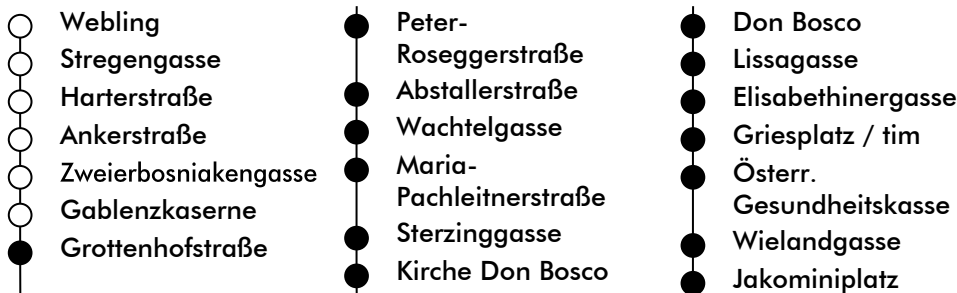 Webling
Stregengasse
Harterstraße
Ankerstraße
Zweierbosniakengasse
Gablenzkaserne
Grottenhofstraße
Peter-
Roseggerstraße
Abstallerstraße
Wachtelgasse
Maria-
Pachleitnerstraße
Sterzinggasse
Kirche Don Bosco
Don Bosco
Lissagasse
Elisabethinergasse
Griesplatz / tim
Österr.
Gesundheitskasse
Wielandgasse
Jakominiplatz